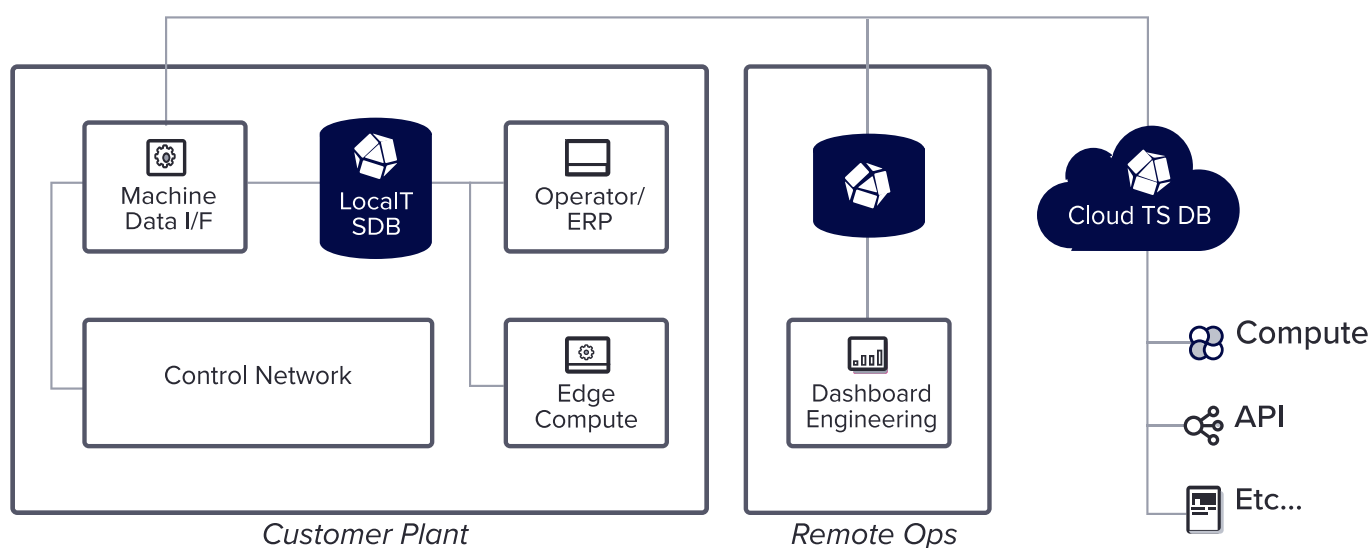 Machine
Data I/F
LocalT
SDB
Operator/
ERP
Control Network
Edge
Compute
Customer Plant
Dashboard
Engineering
Remote Ops
Cloud TS DB
Compute
API
Etc...